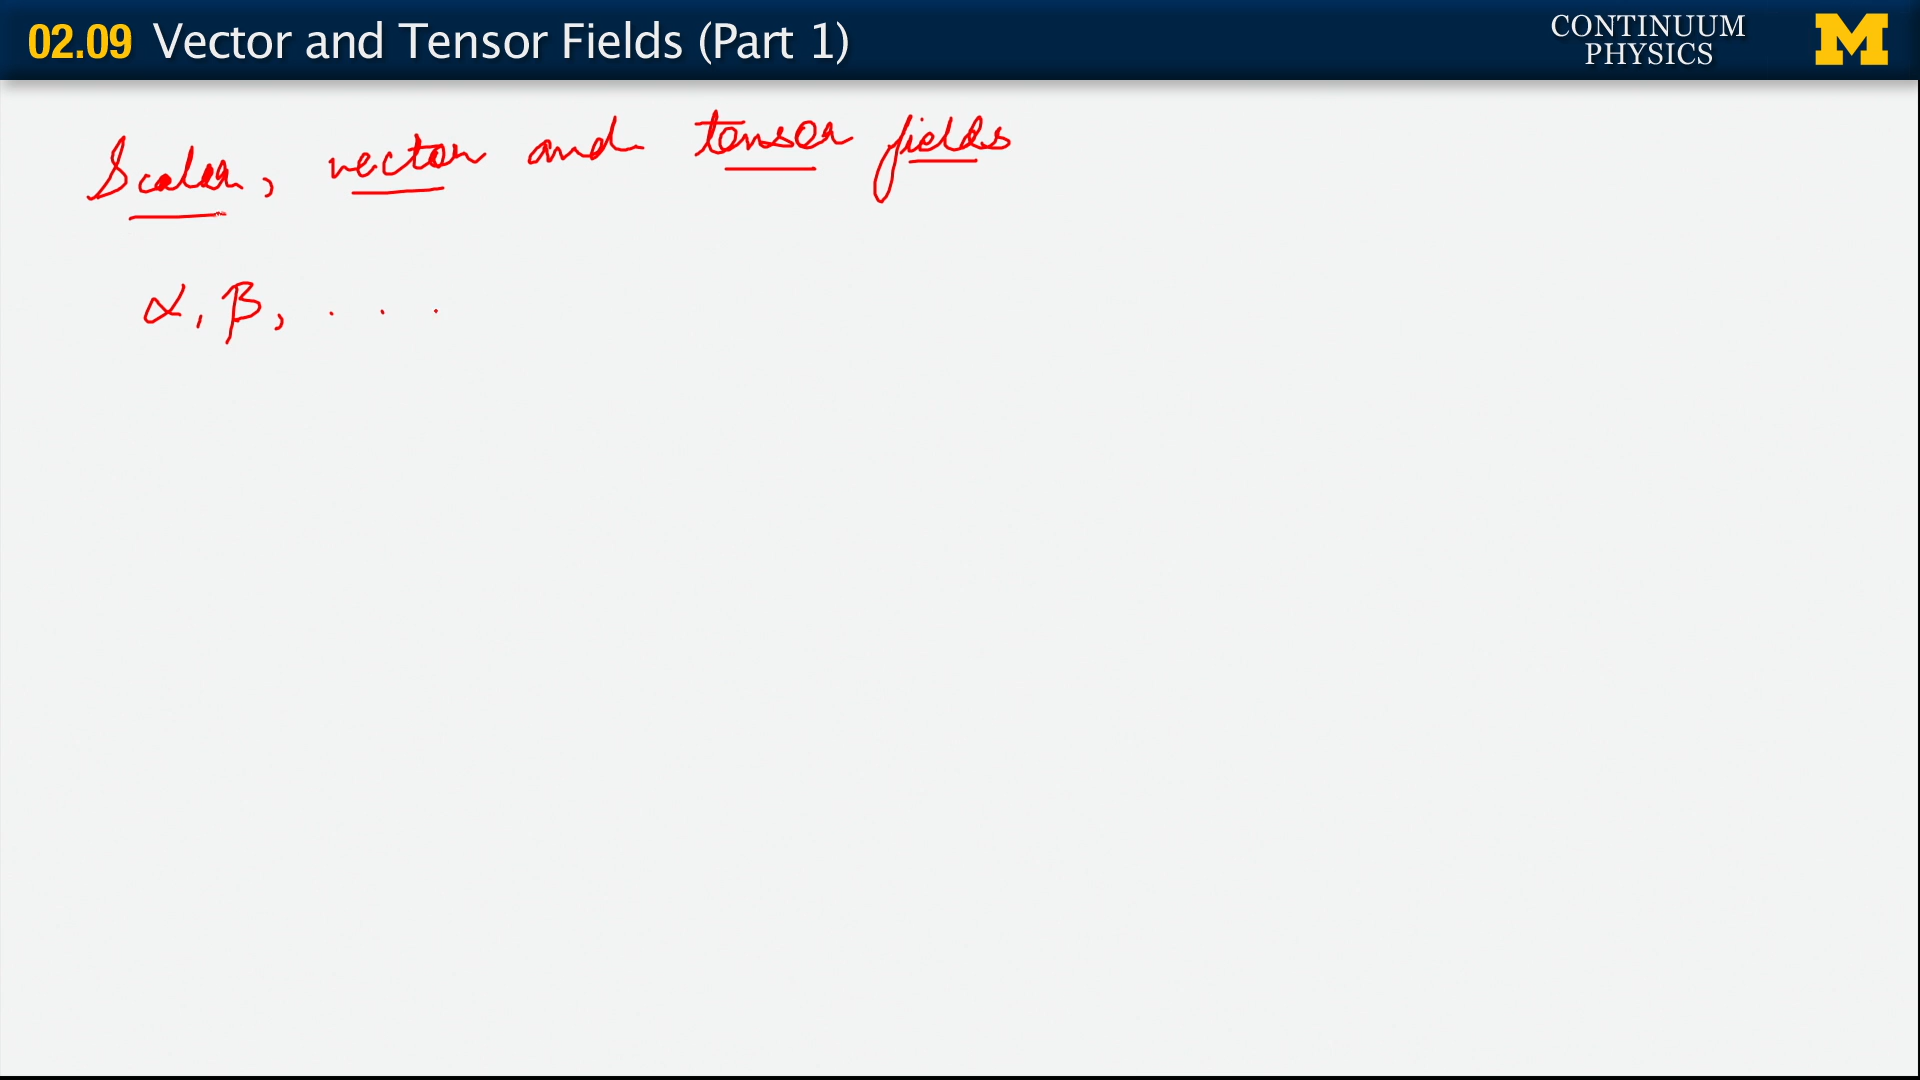 02.09 Vector and Tensor Fields (Part 1)
CONTINUUM
PHYSICS
M
Scalar, vector and tensor fields
α, β, . . .